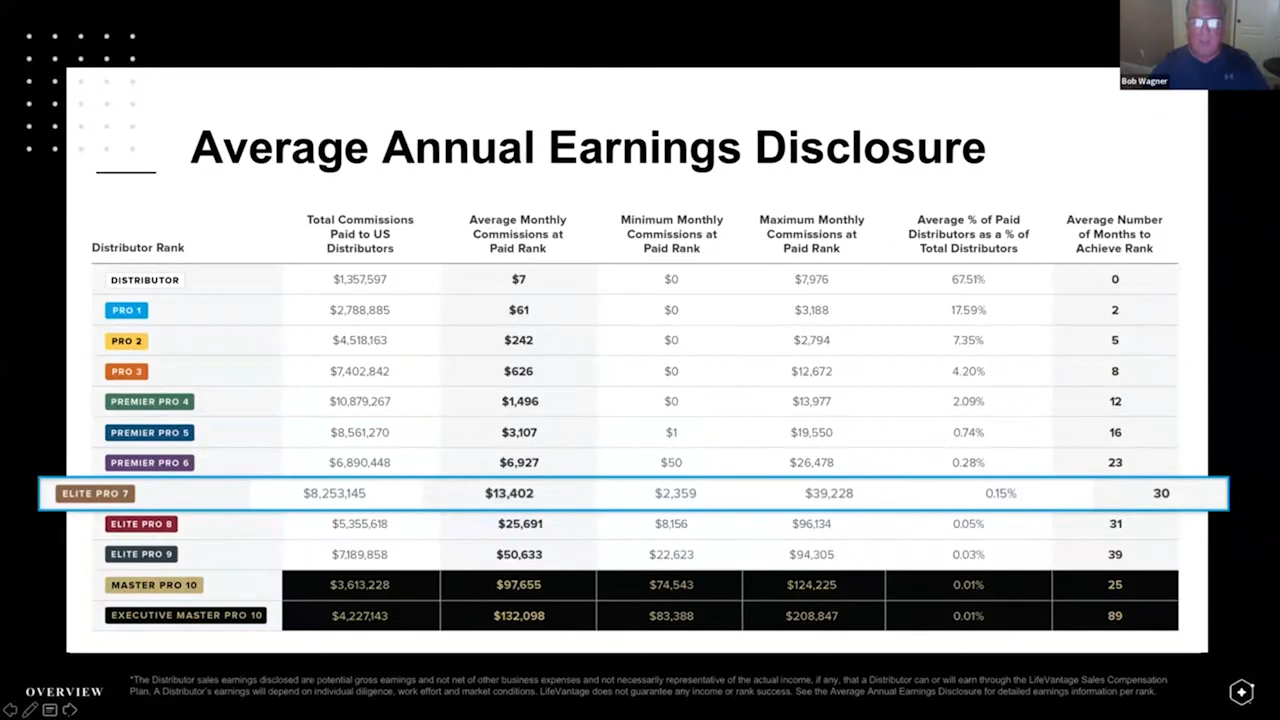 Bob Wagner
Average Annual Earnings Disclosure
Distributor Rank
Total Commissions
Paid to US
Distributors
Average Monthly
Commissions at
Paid Rank
Minimum Monthly
Commissions at
Paid Rank
Maximum Monthly
Commissions at
Paid Rank
Average % of Paid
Distributors as a % of
Total Distributors
Average Number
of Months to
Achieve Rank
DISTRIBUTOR $1,357,597 $7 $0 $7,976 67.51% 0
PRO 1 $2,788,885 $61 $0 $3,188 17.59% 2
PRO 2 $4,518,163 $242 $0 $2,794 7.35% 5
PRO 3 $7,402,842 $626 $0 $12,672 4.20% 8
PREMIER PRO 4 $10,879,267 $1,496 $0 $13,977 2.09% 12
PREMIER PRO 5 $8,561,270 $3,107 $1 $19,550 0.74% 16
PREMIER PRO 6 $6,890,448 $6,927 $50 $26,478 0.28% 23
ELITE PRO 7 $8,253,145 $13,402 $2,359 $39,228 0.15% 30
ELITE PRO 8 $5,355,618 $25,691 $8,156 $96,134 0.05% 31
ELITE PRO 9 $7,189,858 $50,633 $22,623 $94,305 0.03% 39
MASTER PRO 10 $3,613,228 $97,655 $74,543 $124,225 0.01% 25
EXECUTIVE MASTER PRO 10 $4,227,143 $132,098 $83,388 $208,847 0.01% 89
OVERVIEW
*The Distributor sales earnings disclosed are potential gross earnings and not net of other business expenses and not necessarily representative of the actual income, if any, that a Distributor can or will earn through the LifeVantage Sales Compensation
Plan, A Distributor's earnings will depend on individual diligence, work effort and market conditions. LifeVantage does not guarantee any income or rank success. See the Average Annual Earnings Disclosure for detailed earnings information per rank.